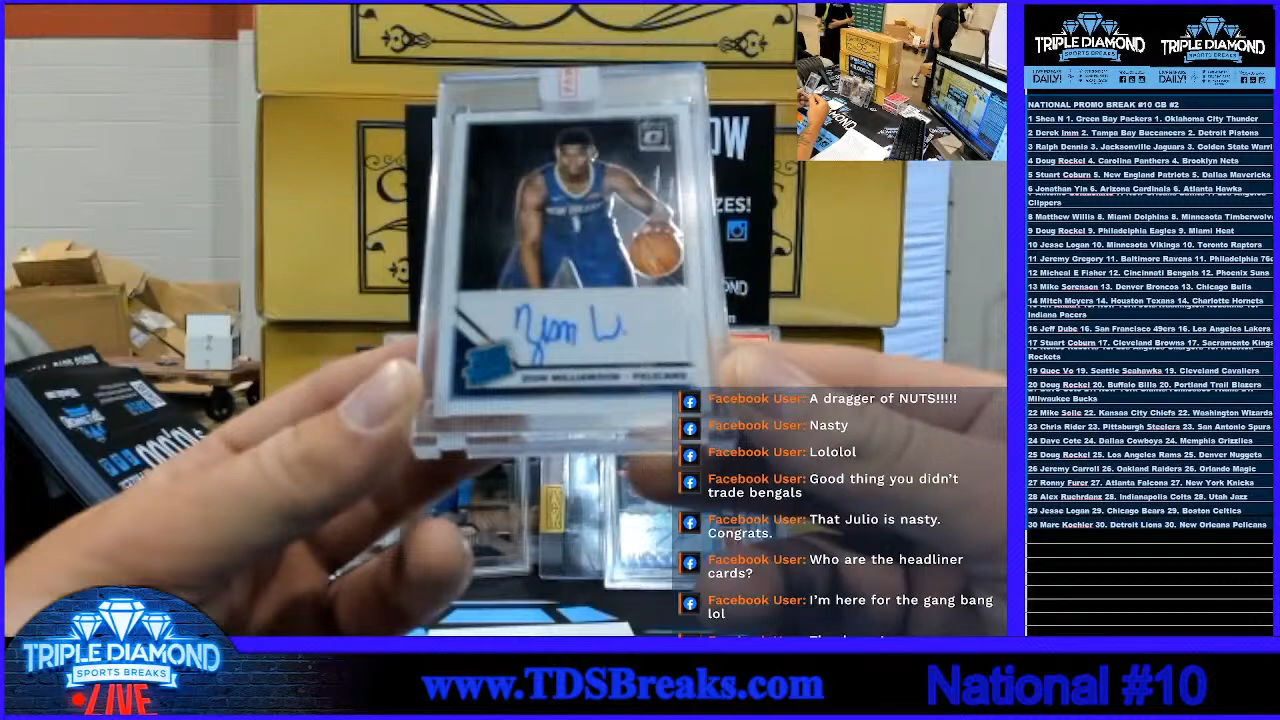 OW
ZES!
Zion W.
ZION WILLIAMSON - PELICANS
Facebook User: A dragger of NUTS!!!!!
Facebook User: Nasty
Facebook User: Lololol
Facebook User: Good thing you didn't
trade bengals
Facebook User: That Julio is nasty.
Congrats.
Facebook User: Who are the headliner
cards?
Facebook User: I'm here for the gang bang
lol
TRIPLE DIAMOND
SPORTS BREAKS
LIVE
www.TDSBreaks.com
National #10
TRIPLE DIAMOND
SPORTS BREAKS
TRIPLE DIAMOND
SPORTS BREAKS
LIVE BREAKS
DAILY!
LIVE BREAKS
DAILY!
NATIONAL PROMO BREAK #10 GB #2
1 Shea N 1. Green Bay Packers 1. Oklahoma City Thunder
2 Derek Imm 2. Tampa Bay Buccaneers 2. Detroit Pistons
3 Ralph Dennis 3. Jacksonville Jaguars 3. Golden State Warri
4 Doug Rockel 4. Carolina Panthers 4. Brooklyn Nets
5 Stuart Coburn 5. New England Patriots 5. Dallas Mavericks
6 Jonathan Yin 6. Arizona Cardinals 6. Atlanta Hawks
Clippers
8 Matthew Willis 8. Miami Dolphins 8. Minnesota Timberwolve
9 Doug Rockel 9. Philadelphia Eagles 9. Miami Heat
10 Jesse Logan 10. Minnesota Vikings 10. Toronto Raptors
11 Jeremy Gregory 11. Baltimore Ravens 11. Philadelphia 76e
12 Micheal E Fisher 12. Cincinnati Bengals 12. Phoenix Suns
13 Mike Sorenson 13. Denver Broncos 13. Chicago Bulls
14 Mitch Meyers 14. Houston Texans 14. Charlotte Hornets
Indiana Pacers
16 Jeff Dube 16. San Francisco 49ers 16. Los Angeles Lakers
17 Stuart Coburn 17. Cleveland Browns 17. Sacramento Kings
Rockets
19 Quoc Vo 19. Seattle Seahawks 19. Cleveland Cavaliers
20 Doug Rockel 20. Buffalo Bills 20. Portland Trail Blazers
Milwaukee Bucks
22 Mike Solle 22. Kansas City Chiefs 22. Washington Wizards
23 Chris Rider 23. Pittsburgh Steelers 23. San Antonio Spurs
24 Dave Cote 24. Dallas Cowboys 24. Memphis Grizzlies
25 Doug Rockel 25. Los Angeles Rams 25. Denver Nuggets
26 Jeremy Carroll 26. Oakland Raiders 26. Orlando Magic
27 Ronny Furer 27. Atlanta Falcons 27. New York Knicks
28 Alex Raehrdanz 28. Indianapolis Colts 28. Utah Jazz
29 Jesse Logan 29. Chicago Bears 29. Boston Celtics
30 Marc Koehler 30. Detroit Lions 30. New Orleans Pelicans